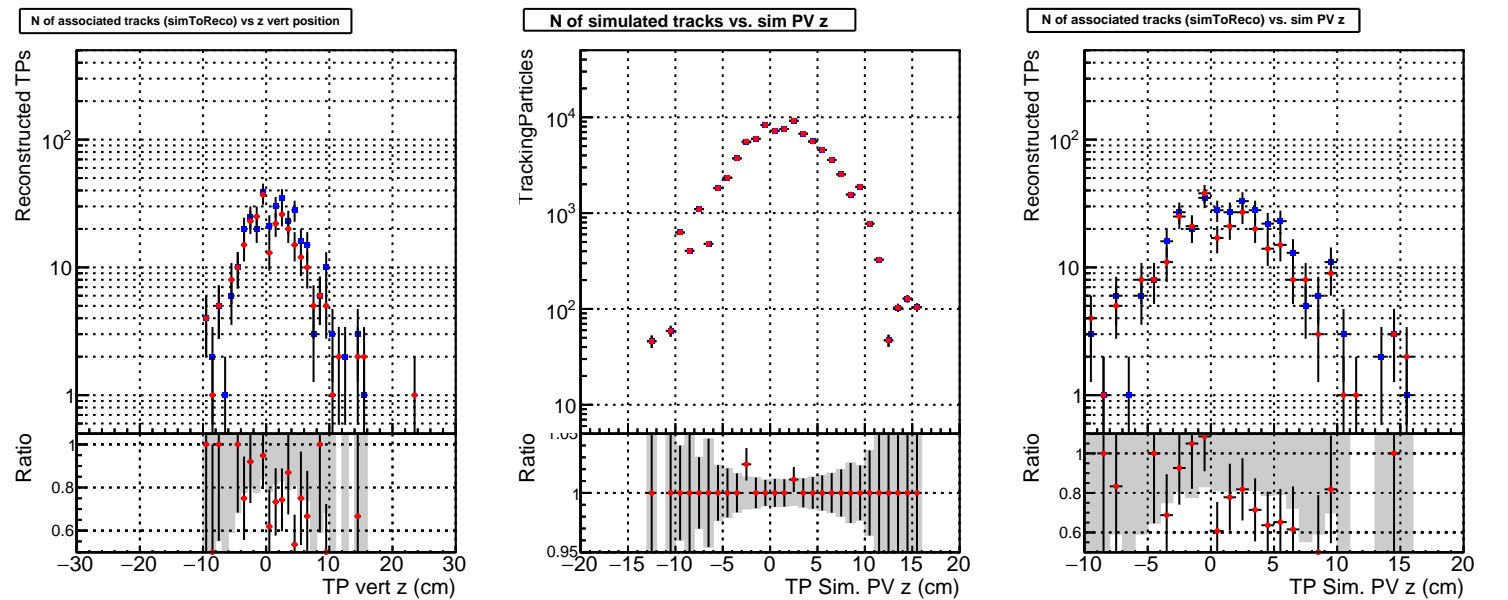 N of associated tracks (simToReco) vs z vert position
Reconstructed TPs
10²
10
1
Ratio
1
0.8
0.6
−30 −20 −10 0 10 20 30
TP vert z (cm)
N of simulated tracks vs. sim PV z
TrackingParticles
10⁴
10³
10²
10
Ratio
1
0.95
−20 −15 −10 −5 0 5 10 15 20
TP Sim. PV z (cm)
N of associated tracks (simToReco) vs. sim PV z
Reconstructed TPs
10²
10
1
Ratio
1
0.8
0.6
−10 −5 0 5 10 15 20
TP Sim. PV z (cm)